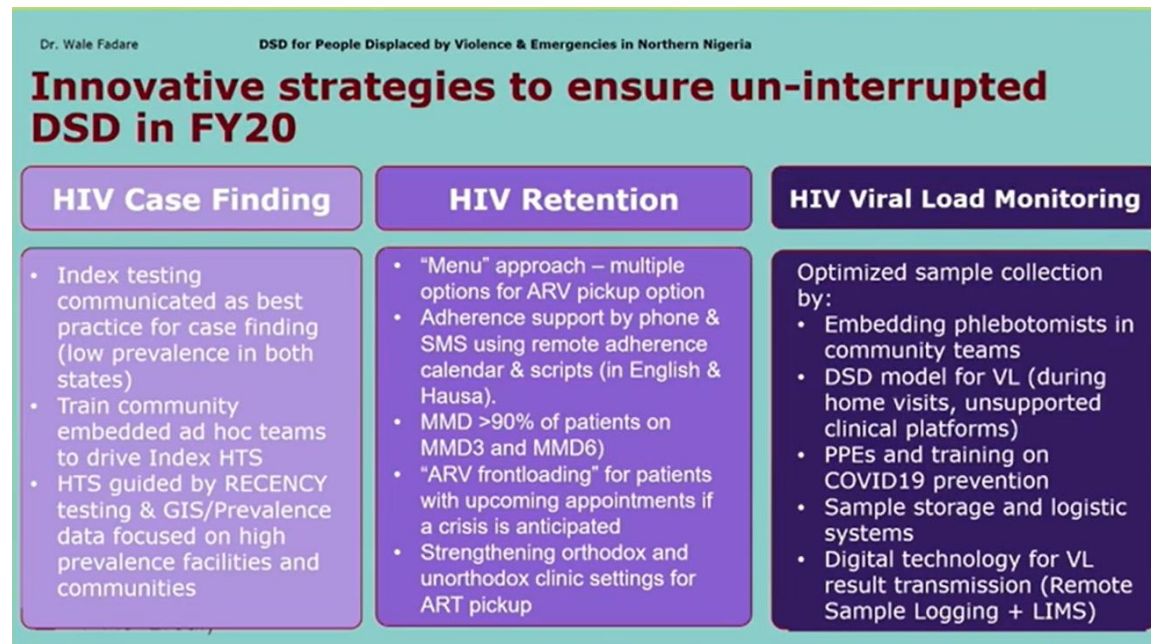 Dr. Wale Fadare
DSD for People Displaced by Violence & Emergencies in Northern Nigeria
Innovative strategies to ensure un-interrupted
DSD in FY20
HIV Case Finding
• Index testing
communicated as best
practice for case finding
(low prevalence in both
states)
• Train community
embedded ad hoc teams
to drive Index HTS
• HTS guided by RECENCY
testing & GIS/Prevalence
data focused on high
prevalence facilities and
communities
HIV Retention
• “Menu” approach – multiple
options for ARV pickup option
• Adherence support by phone &
SMS using remote adherence
calendar & scripts (in English &
Hausa).
• MMD >90% of patients on
MMD3 and MMD6)
• “ARV frontloading” for patients
with upcoming appointments if
a crisis is anticipated
• Strengthening orthodox and
unorthodox clinic settings for
ART pickup
HIV Viral Load Monitoring
Optimized sample collection
by:
• Embedding phlebotomists in
community teams
• DSD model for VL (during
home visits, unsupported
clinical platforms)
• PPEs and training on
COVID19 prevention
• Sample storage and logistic
systems
• Digital technology for VL
result transmission (Remote
Sample Logging + LIMS)